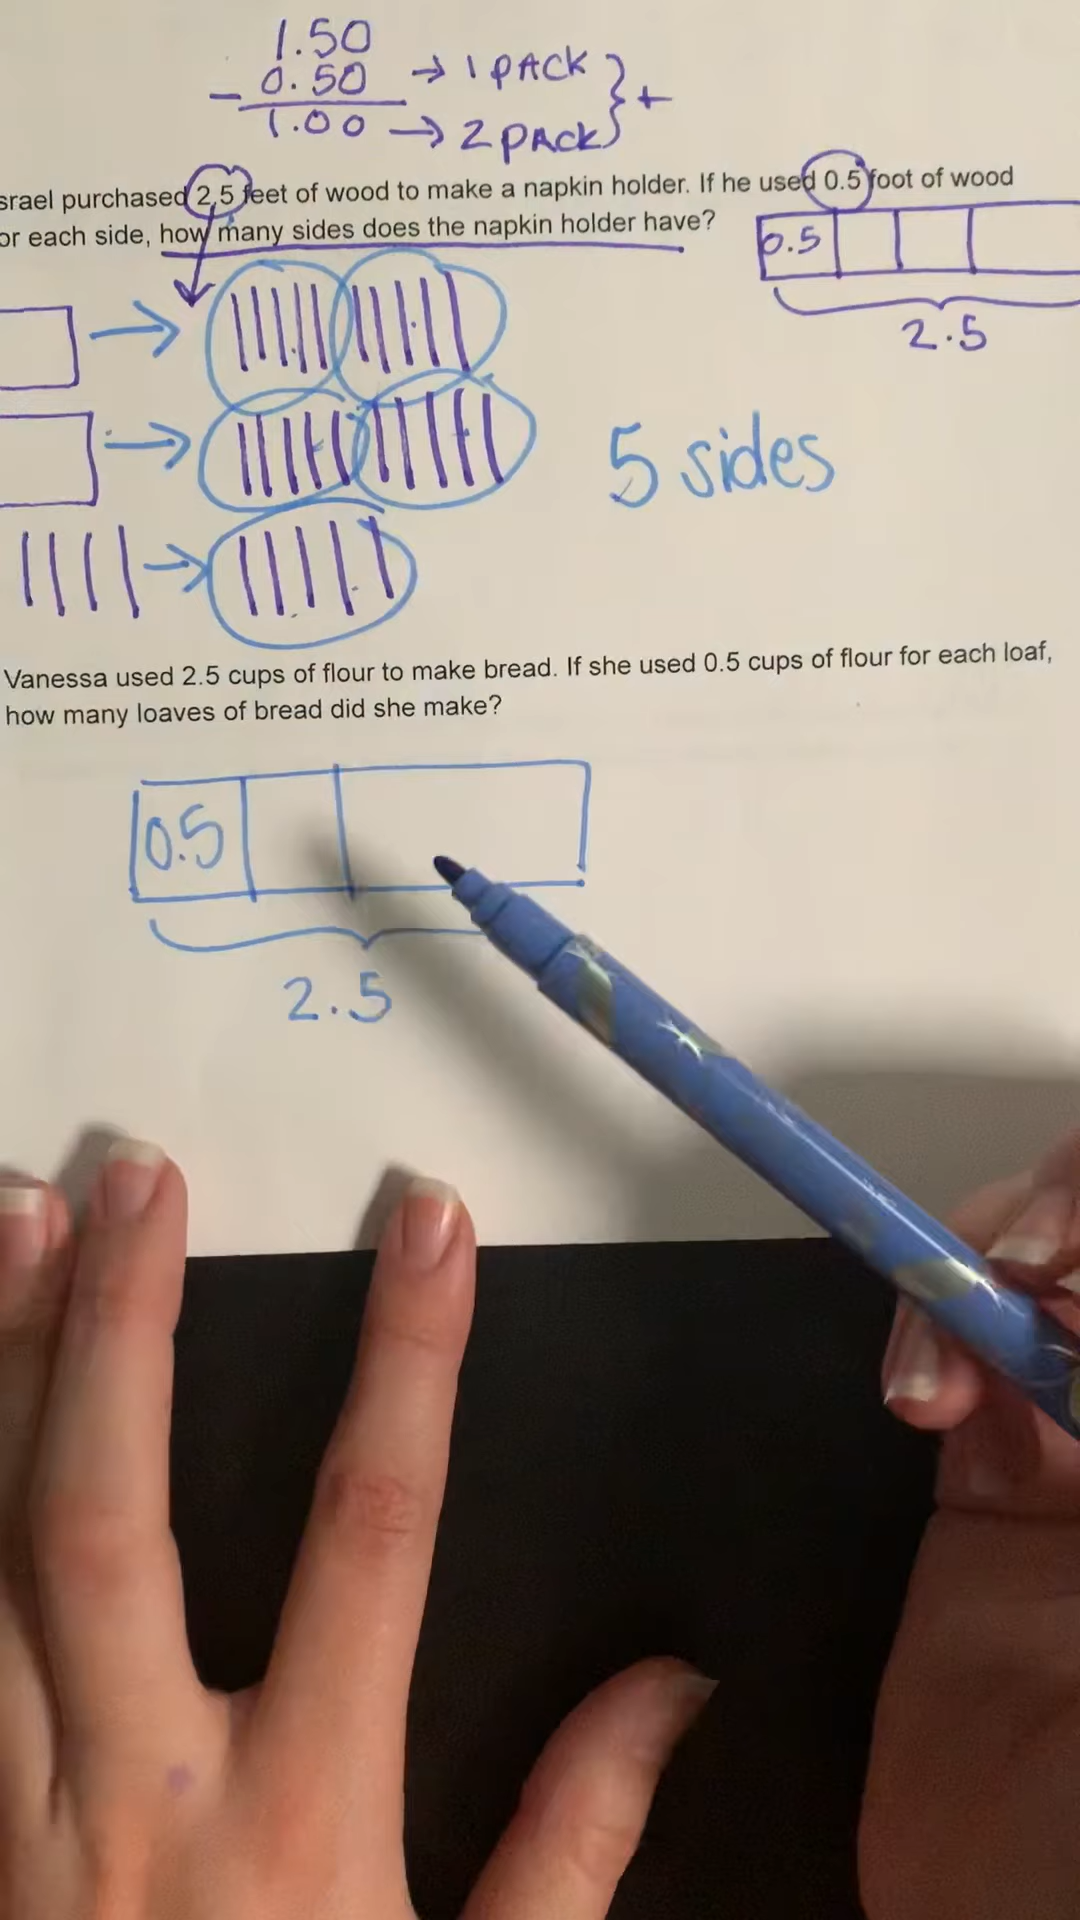 1.50
- 0.50 → 1 PACK
1.00 → 2 PACK } +
srael purchased 2.5 feet of wood to make a napkin holder. If he used 0.5 foot of wood
or each side, how many sides does the napkin holder have?
0.5
2.5
5 sides
Vanessa used 2.5 cups of flour to make bread. If she used 0.5 cups of flour for each loaf,
how many loaves of bread did she make?
0.5
2.5